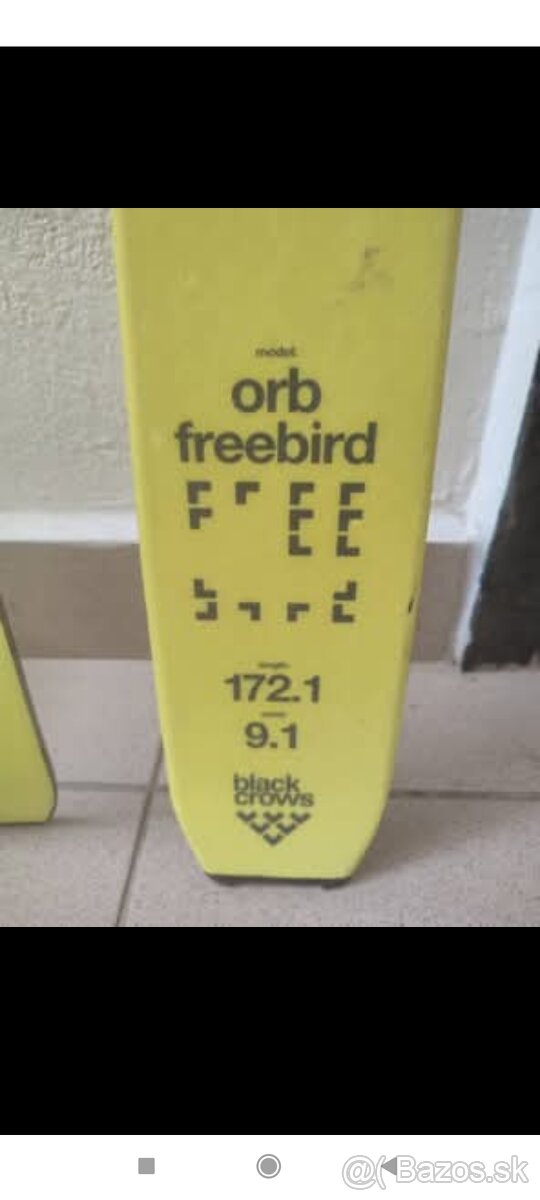 model
orb
freebird
172.1
9.1
black
crows
@(Bazos.sk